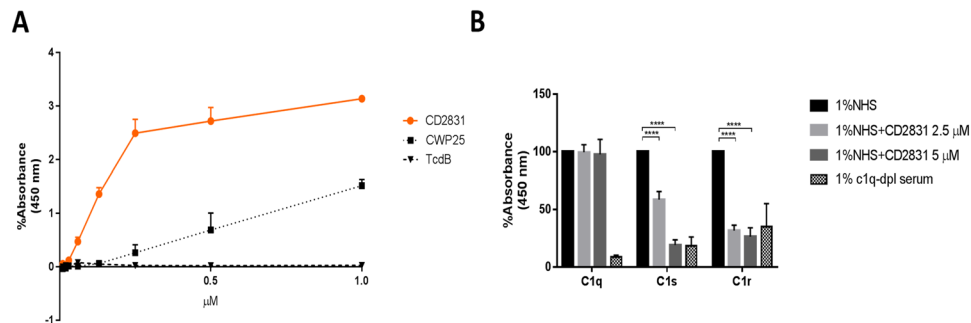 A
%Absorbance
(450 nm)
4
3
2
1
0
-1
0.5
1.0
µM
CD2831
CWP25
TcdB
B
%Absorbance
(450 nm)
150
100
50
0
****
****
****
****
C1q
C1s
C1r
1%NHS
1%NHS+CD2831 2.5 µM
1%NHS+CD2831 5 µM
1% c1q-dpl serum